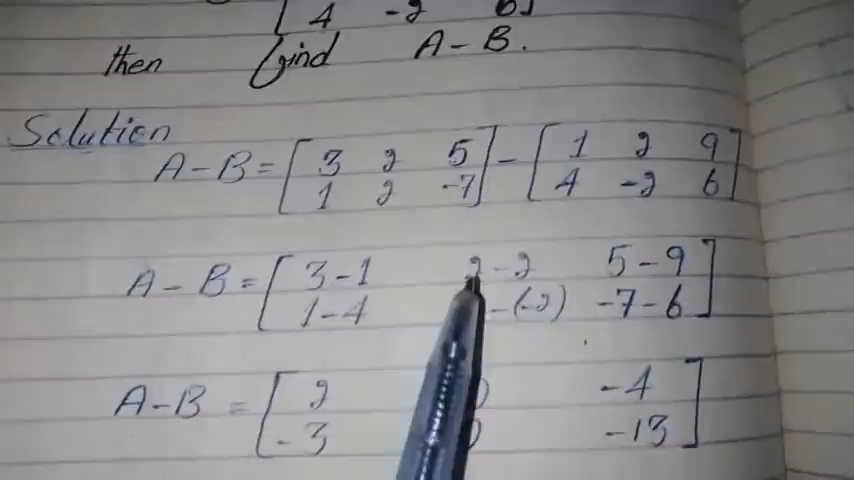 [4 -2 6]
then find A - B.
Solution
A - B = [3 2 5] - [1 2 9]
[1 2 -7] [4 -2 6]
A - B = [3-1 2-2 5-9]
[1-4 -(-2) -7-6]
A - B = [2 -4]
[-3 -13]